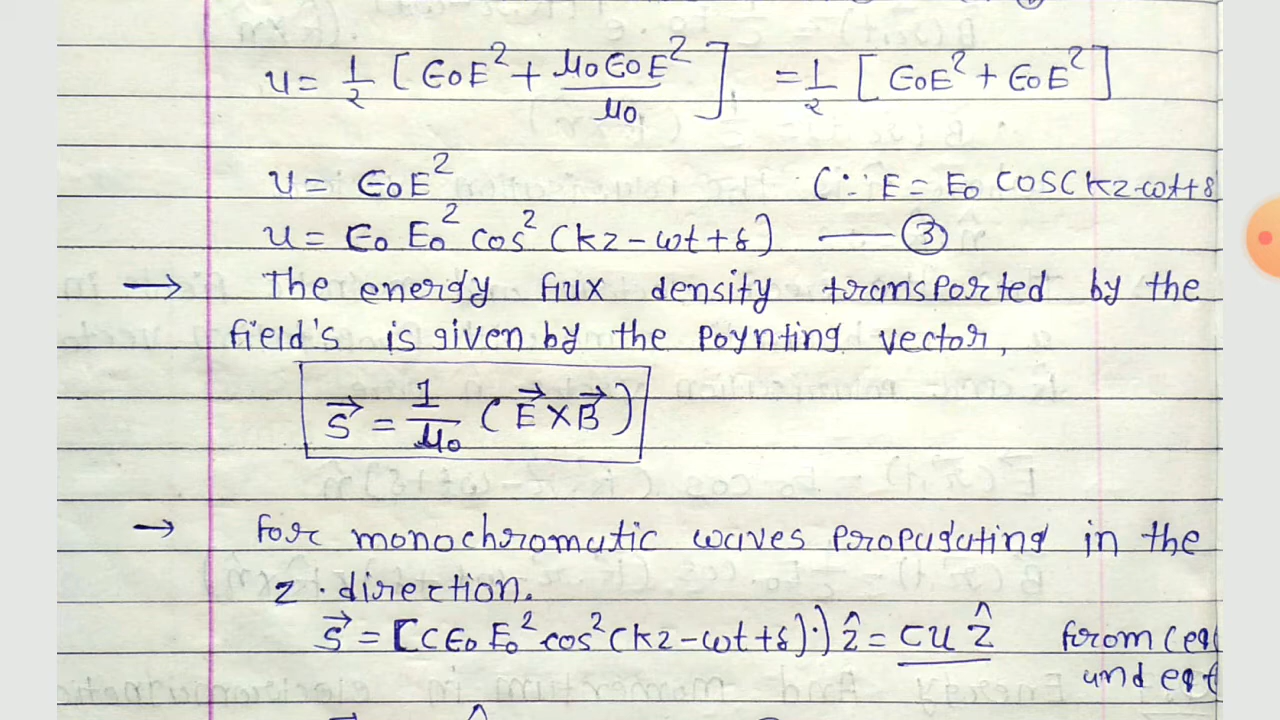 u = 1/2 [ ϵ0E² + μ0ϵ0E²/μ0 ] = 1/2 [ ϵ0E² + ϵ0E² ]
u = ϵ0E² (∵ E = E0 cos(kz-ωt+δ
u = ϵ0 E0² cos² (kz-ωt+δ) — ③
→ The energy flux density transported by the
field's is given by the Poynting vector,
S⃗ = 1/μ0 (E⃗ × B⃗)
→ For monochromatic waves propagating in the
z. direction.
S⃗ = [cϵ0 E0² cos² (kz-ωt+δ)·) ẑ = cu ẑ from (eq
and eq